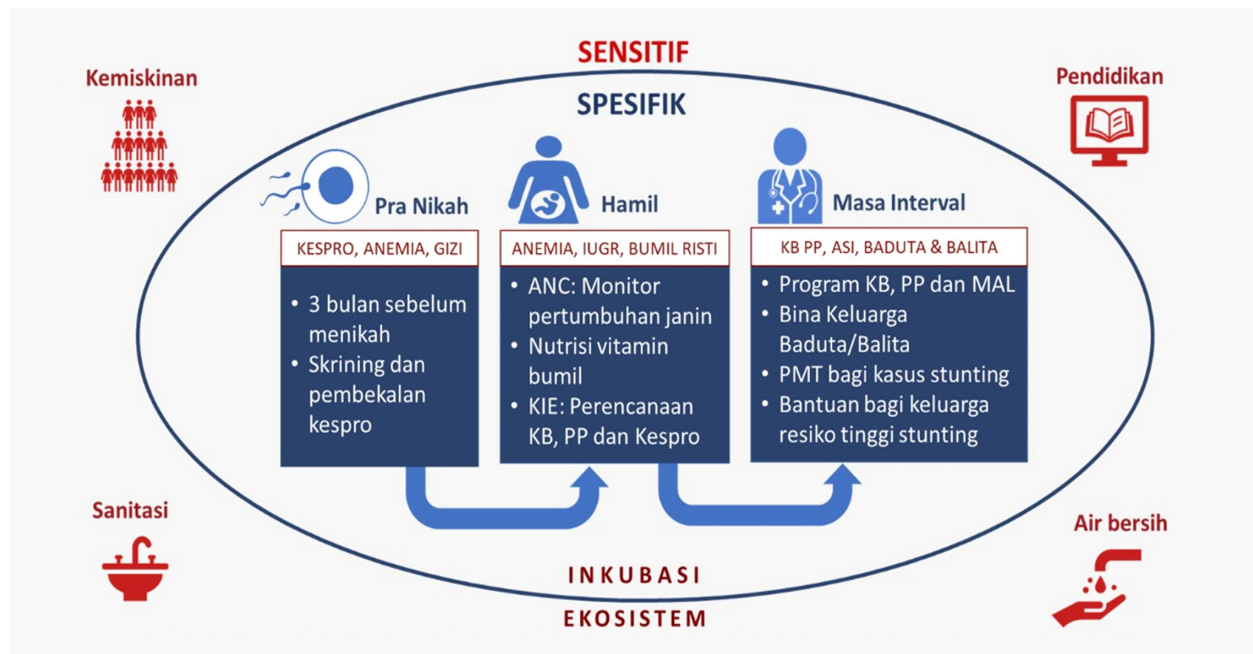 SENSITIF
Kemiskinan
Pendidikan
SPESIFIK
Pra Nikah
KESPRO, ANEMIA, GIZI
• 3 bulan sebelum
menikah
• Skrining dan
pembekalan
kespro
Hamil
ANEMIA, IUGR, BUMIL RISTI
• ANC: Monitor
pertumbuhan janin
• Nutrisi vitamin
bumil
• KIE: Perencanaan
KB, PP dan Kespro
Masa Interval
KB PP, ASI, BADUTA & BALITA
• Program KB, PP dan MAL
• Bina Keluarga
Baduta/Balita
• PMT bagi kasus stunting
• Bantuan bagi keluarga
resiko tinggi stunting
Sanitasi
Air bersih
INKUBASI
EKOSISTEM